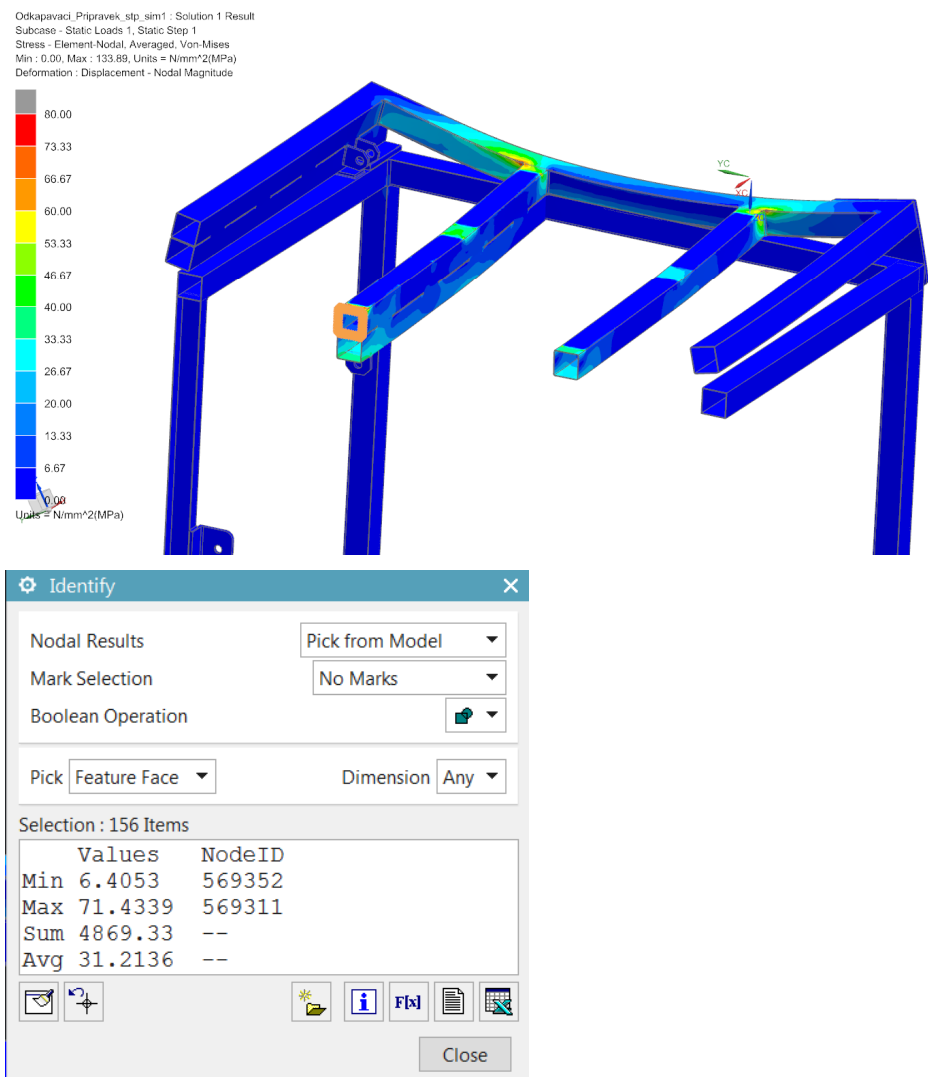 Odkapavaci_Pripravek_stp_sim1 : Solution 1 Result
Subcase - Static Loads 1, Static Step 1
Stress - Element-Nodal, Averaged, Von-Mises
Min : 0.00, Max : 133.89, Units = N/mm^2(MPa)
Deformation : Displacement - Nodal Magnitude
80.00
73.33
66.67
60.00
53.33
46.67
40.00
33.33
26.67
20.00
13.33
6.67
0.00
Units = N/mm^2(MPa)
YC
XC
Identify
Nodal Results Pick from Model
Mark Selection No Marks
Boolean Operation
Pick Feature Face Dimension Any
Selection : 156 Items
Values NodeID
Min 6.4053 569352
Max 71.4339 569311
Sum 4869.33 --
Avg 31.2136 --
i F[x]
Close